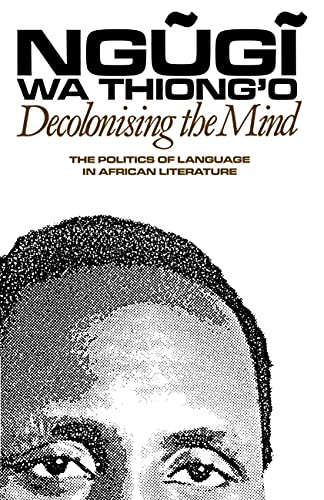 NGŨGĨ
WA THIONG'O
Decolonising the Mind
THE POLITICS OF LANGUAGE
IN AFRICAN LITERATURE